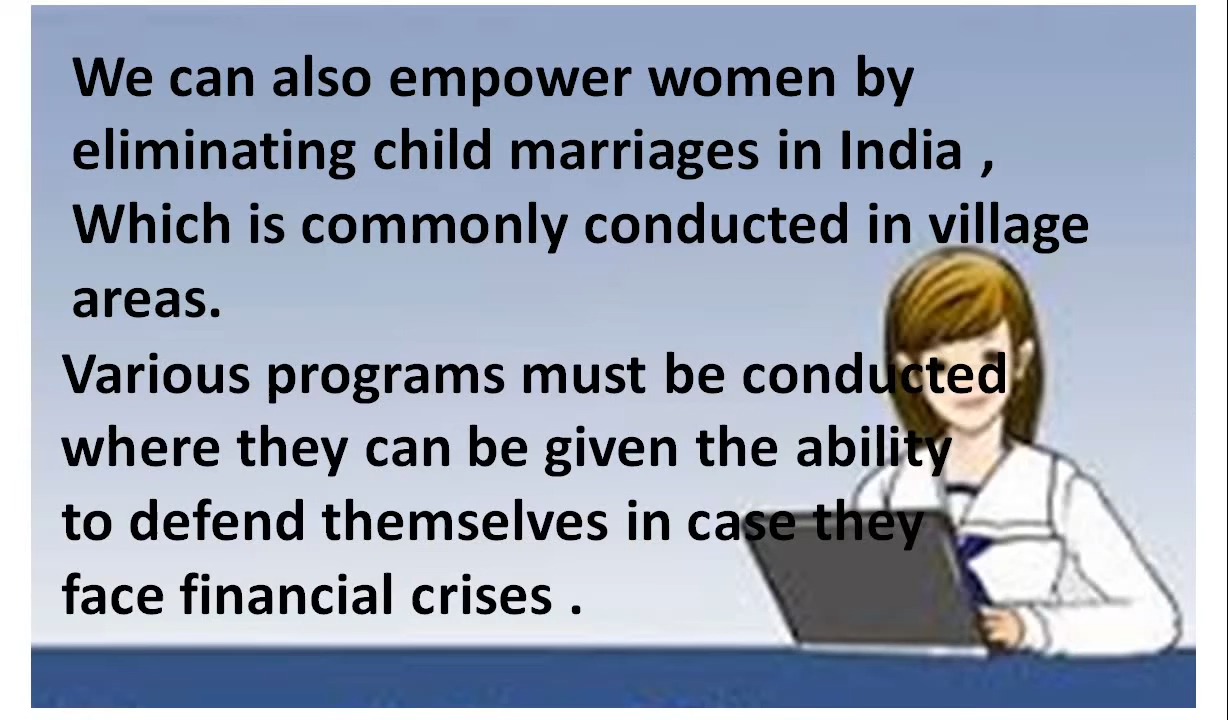 We can also empower women by
eliminating child marriages in India ,
Which is commonly conducted in village
areas.
Various programs must be conducted
where they can be given the ability
to defend themselves in case they
face financial crises .